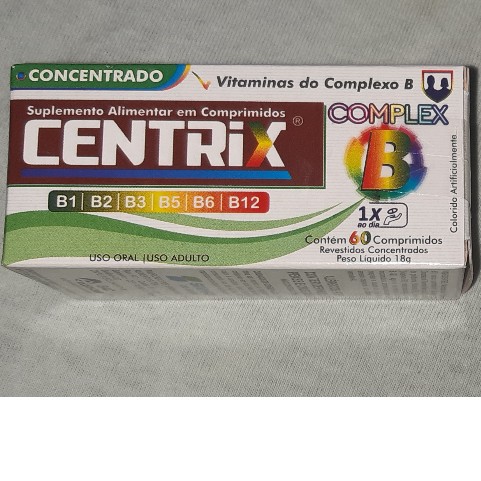 CONCENTRADO
Vitaminas do Complexo B
Suplemento Alimentar em Comprimidos
CENTRiX®
COMPLEX
B
B1 | B2 | B3 | B5 | B6 | B12
1X
ao dia
Contém 60 Comprimidos
Revestidos Concentrados
Peso Líquido 18g
USO ORAL | USO ADULTO
Colorido Artificialmente